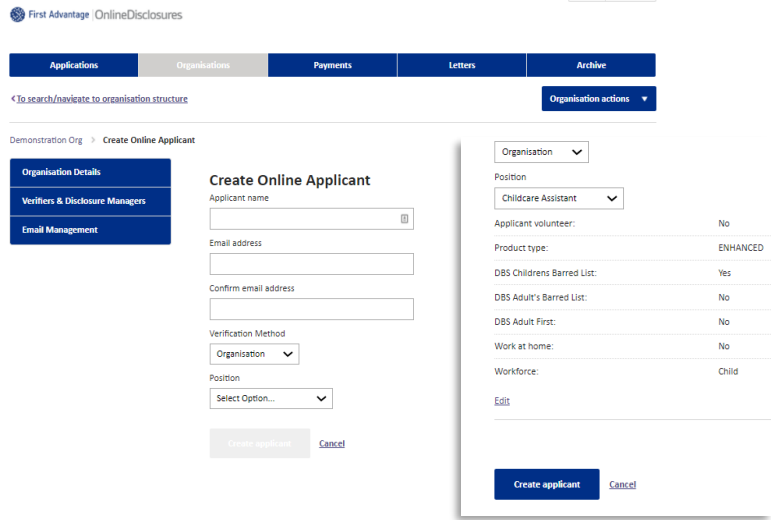 First Advantage | OnlineDisclosures
Applications Organisations Payments Letters Archive
To search/navigate to organisation structure
Organisation actions
Demonstration Org > Create Online Applicant
Organisation Details
Verifiers & Disclosure Managers
Email Management
Create Online Applicant
Applicant name
Email address
Confirm email address
Verification Method
Organisation
Position
Select Option...
Create applicant Cancel
Organisation
Position
Childcare Assistant
Applicant volunteer: No
Product type: ENHANCED
DBS Childrens Barred List: Yes
DBS Adult's Barred List: No
DBS Adult First: No
Work at home: No
Workforce: Child
Edit
Create applicant Cancel